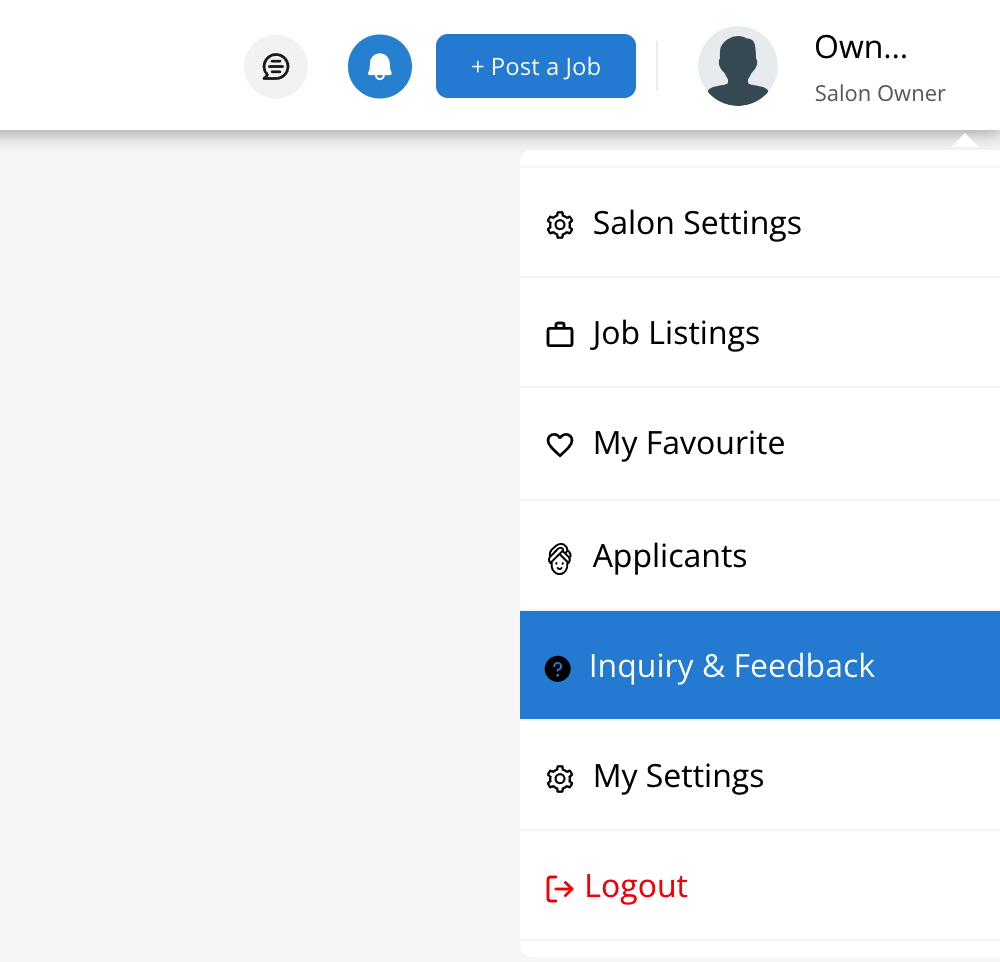 + Post a Job
Own...
Salon Owner
Salon Settings
Job Listings
My Favourite
Applicants
Inquiry & Feedback
My Settings
Logout